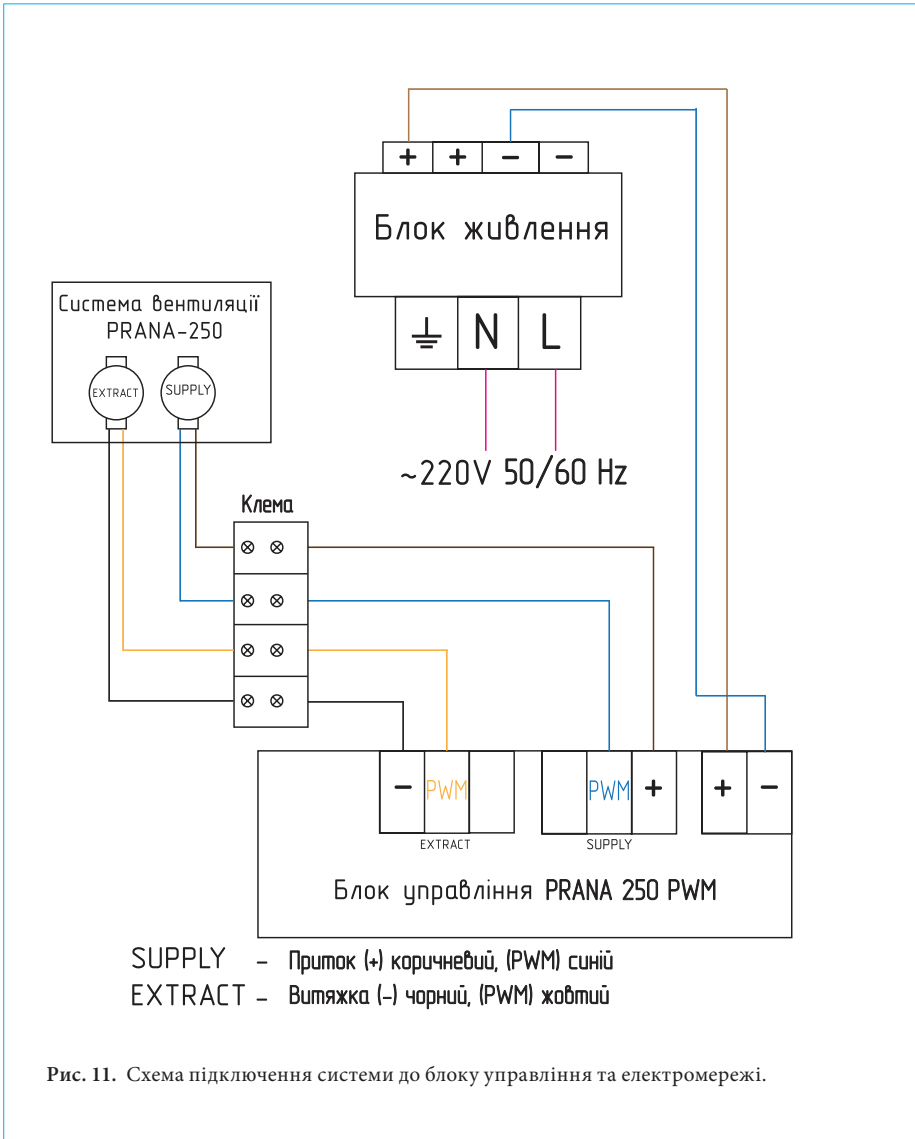 + + − −
Блок живлення
N L
~220V 50/60 Hz
Система вентиляції
PRANA-250
EXTRACT SUPPLY
Клема
− PWM PWM + + −
EXTRACT SUPPLY
Блок управління PRANA 250 PWM
SUPPLY – Приток (+) коричневий, (PWM) синій
EXTRACT – Витяжка (-) чорний, (PWM) жовтий
Рис. 11. Схема підключення системи до блоку управління та електромережі.